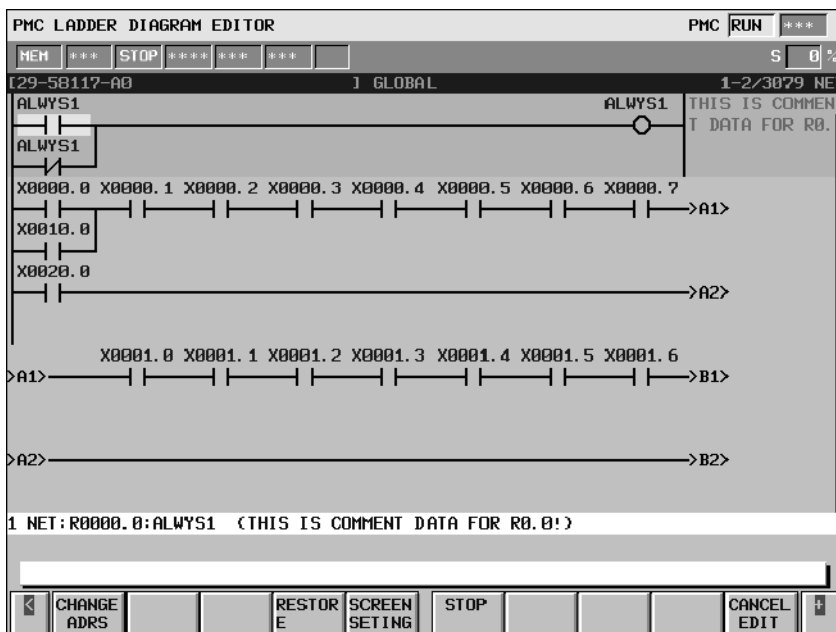 PMC LADDER DIAGRAM EDITOR PMC RUN ***
MEM *** STOP **** *** *** S 0 %
[29-58117-A0 ] GLOBAL 1-2/3079 NE
ALWYS1 ALWYS1 THIS IS COMMEN
T DATA FOR R0.
ALWYS1
X0000.0 X0000.1 X0000.2 X0000.3 X0000.4 X0000.5 X0000.6 X0000.7
>A1>
X0010.0
X0020.0
>A2>
X0001.0 X0001.1 X0001.2 X0001.3 X0001.4 X0001.5 X0001.6
>A1> >B1>
>A2> >B2>
1 NET:R0000.0:ALWYS1 (THIS IS COMMENT DATA FOR R0.0!)
< CHANGE RESTOR SCREEN STOP CANCEL +
ADRS E SETING EDIT